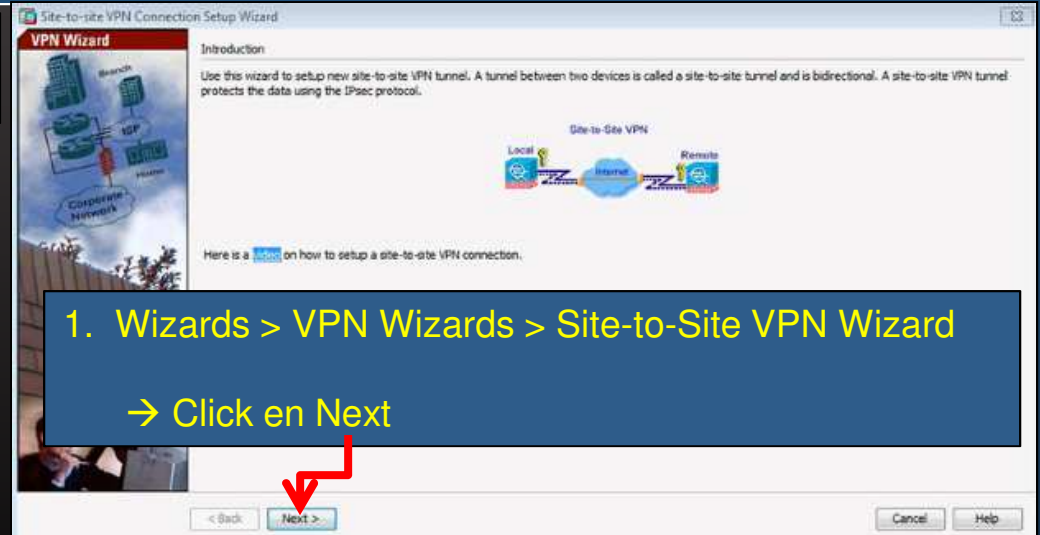 Site-to-site VPN Connection Setup Wizard
VPN Wizard
Branch
ISP
Home
Corporate
Network
Introduction
Use this wizard to setup new site-to-site VPN tunnel. A tunnel between two devices is called a site-to-site tunnel and is bidirectional. A site-to-site VPN tunnel
protects the data using the IPsec protocol.
Site-to-Site VPN
Local
Internet
Remote
Here is a video on how to setup a site-to-site VPN connection.
1. Wizards > VPN Wizards > Site-to-Site VPN Wizard
→ Click en Next
< Back
Next >
Cancel
Help